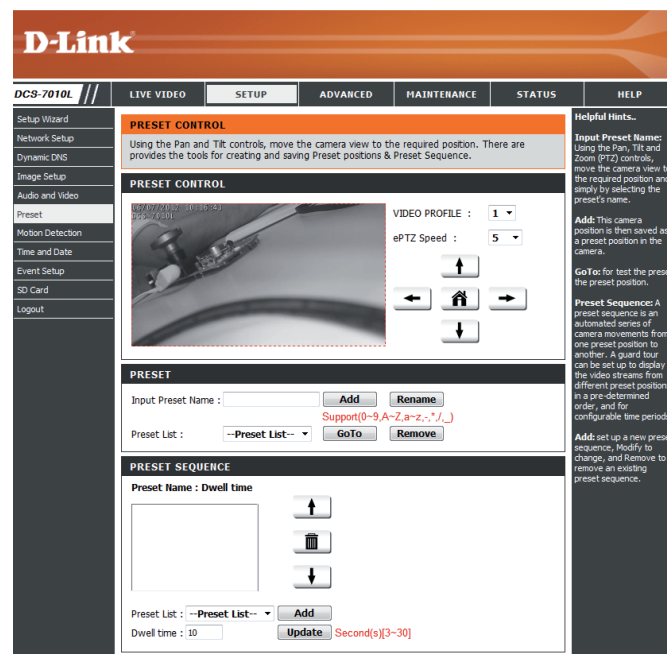 D-Link
DCS-7010L
LIVE VIDEO
SETUP
ADVANCED
MAINTENANCE
STATUS
HELP
Setup Wizard
Network Setup
Dynamic DNS
Image Setup
Audio and Video
Preset
Motion Detection
Time and Date
Event Setup
SD Card
Logout
PRESET CONTROL
Using the Pan and Tilt controls, move the camera view to the required position. There are
provides the tools for creating and saving Preset positions & Preset Sequence.
PRESET CONTROL
DCS-7010L
VIDEO PROFILE :
1
ePTZ Speed :
5
PRESET
Input Preset Name :
Add
Rename
Support(0~9,A~Z,a~z,-,*,/,_)
Preset List :
--Preset List--
GoTo
Remove
PRESET SEQUENCE
Preset Name : Dwell time
Preset List :
--Preset List--
Add
Dwell time :
10
Update
Second(s)[3~30]
Helpful Hints..
Input Preset Name:
Using the Pan, Tilt and
Zoom (PTZ) controls,
move the camera view t
the required position and
simply by selecting the
preset's name.
Add: This camera
position is then saved as
a preset position in the
camera.
GoTo: for test the prese
the preset position.
Preset Sequence: A
preset sequence is an
automated series of
camera movements from
one preset position to
another. A guard tour
can be set up to display
the video streams from
different preset position
in a pre-determined
order, and for
configurable time periods
Add: set up a new prese
sequence, Modify to
change, and Remove to
remove an existing
preset sequence.